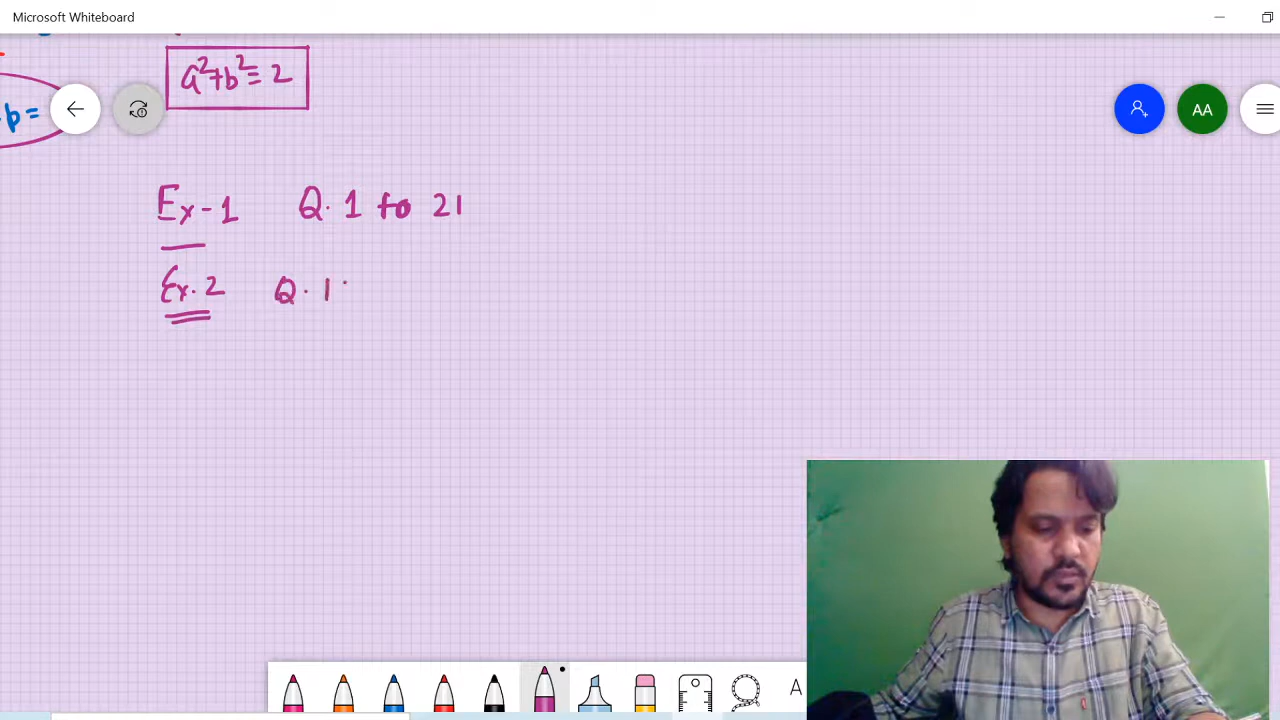 Microsoft Whiteboard
a²+b²=2
p=
AA
Ex-1 Q.1 to 21
Ex.2 Q.1
A